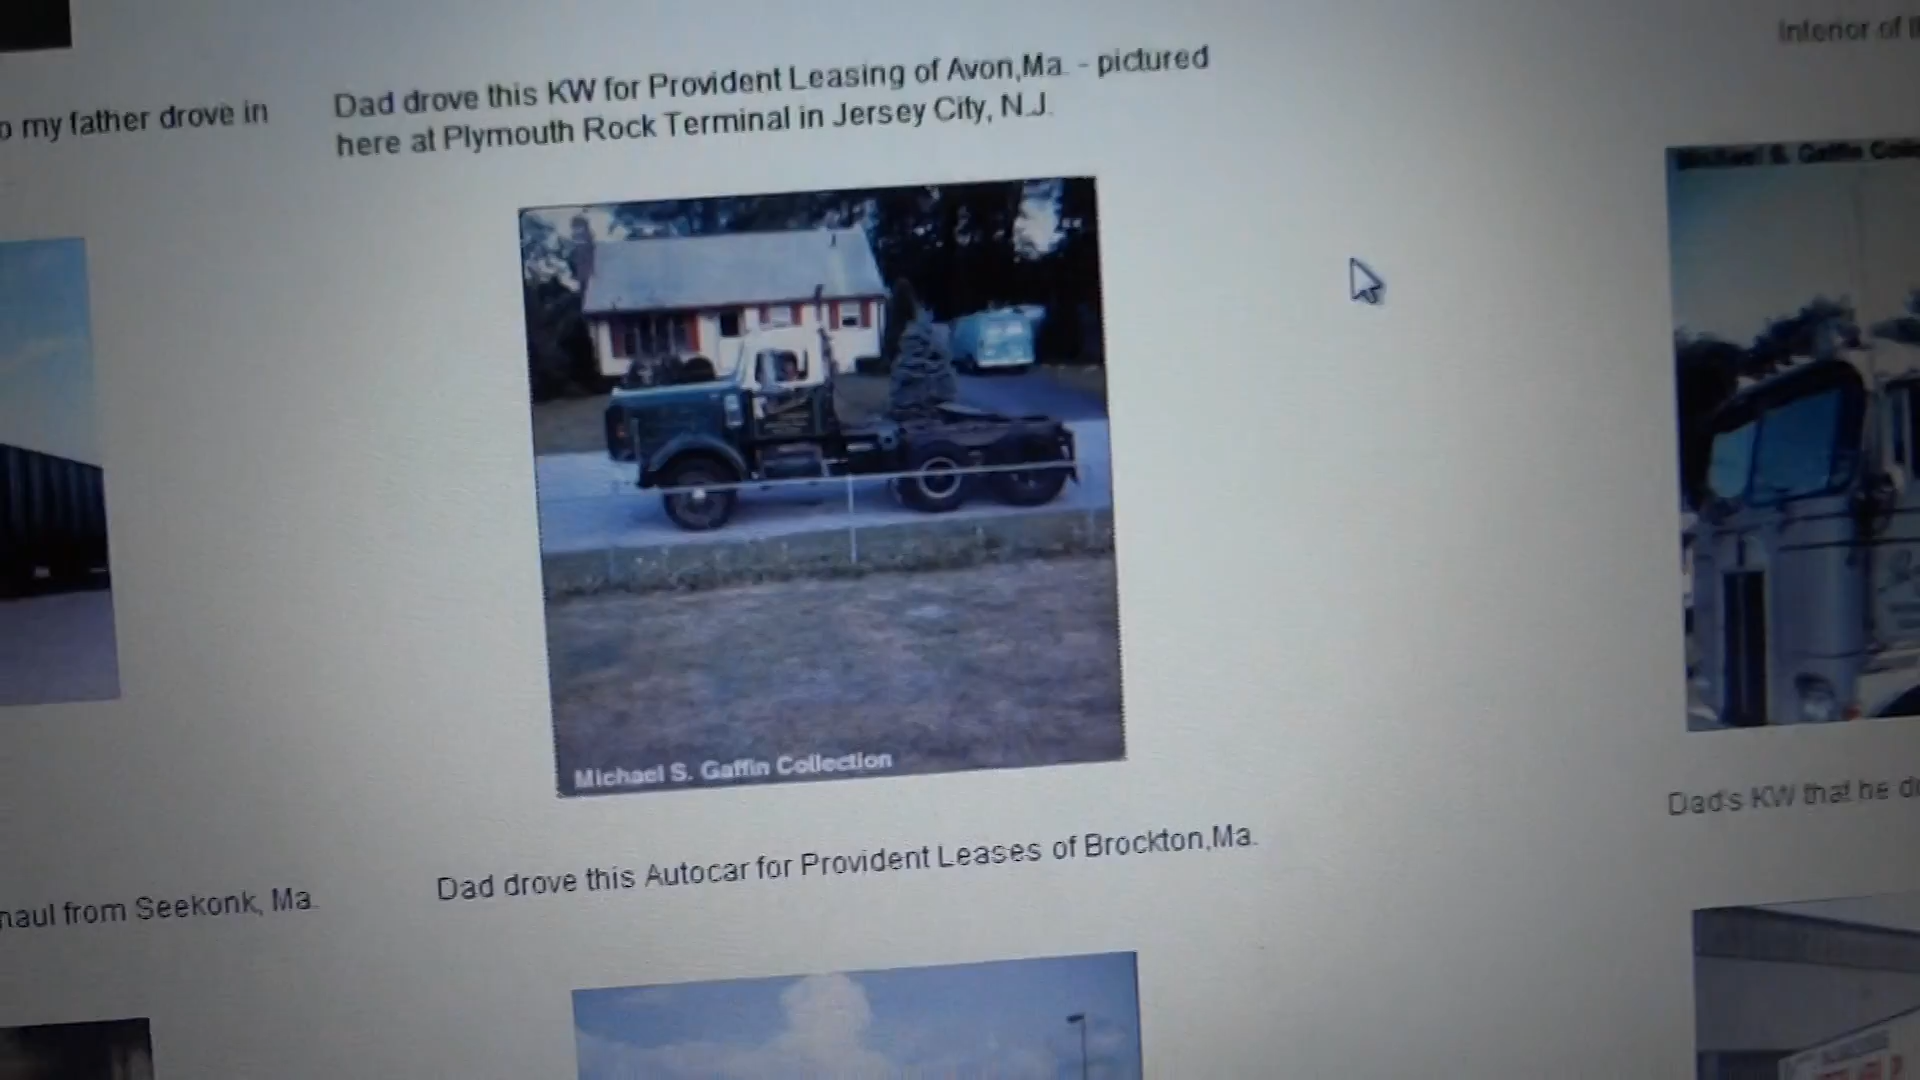 Interior of
o my father drove in
Dad drove this KW for Provident Leasing of Avon,Ma. - pictured
here at Plymouth Rock Terminal in Jersey City, N.J.
Michael S. Gaffin
Michael S. Gaffin Collection
Dad's KW that he
Dad drove this Autocar for Provident Leases of Brockton,Ma.
haul from Seekonk, Ma.